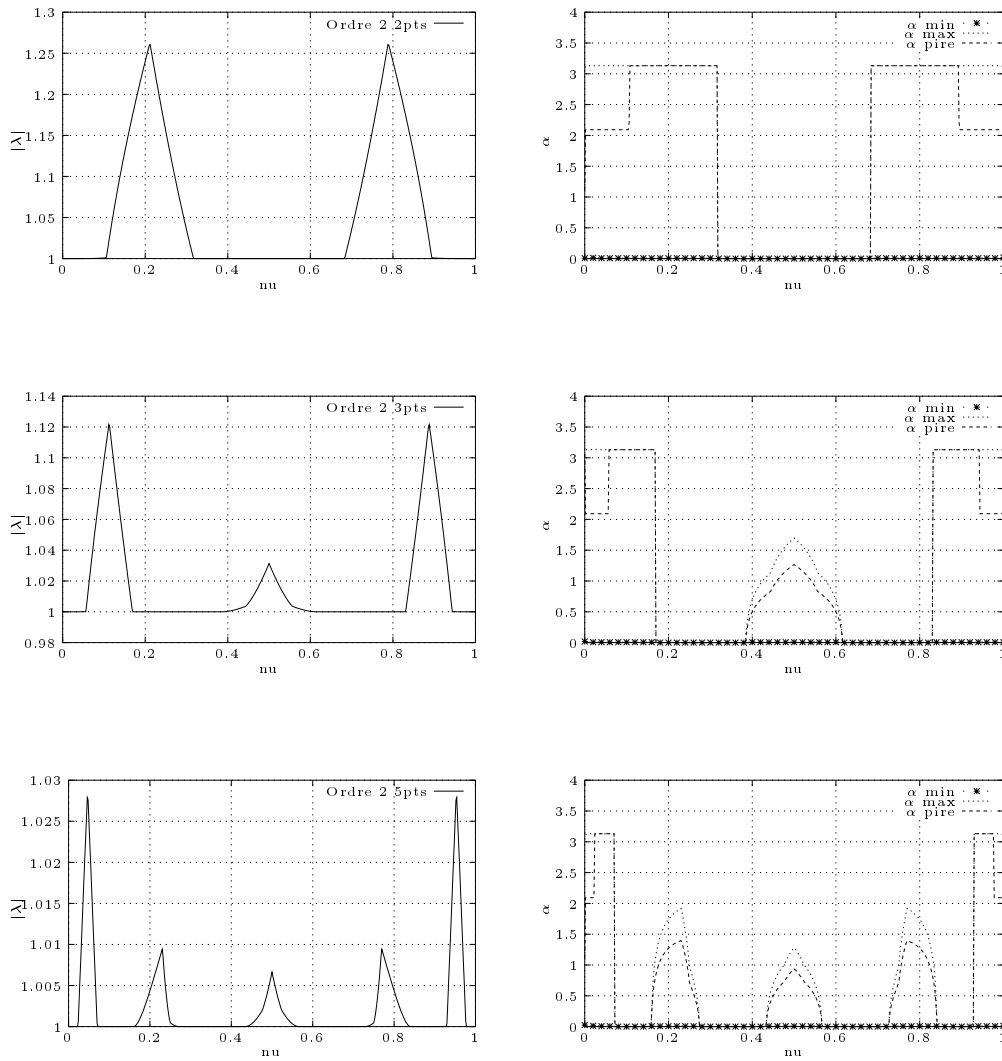 1.3
1.25
1.2
1.15
1.1
1.05
1
|λ|
0 0.2 0.4 0.6 0.8 1
nu
Ordre 2 2pts
4
3.5
3
2.5
2
1.5
1
0.5
0
α
0 0.2 0.4 0.6 0.8 1
nu
α min
α max
α pire
1.14
1.12
1.1
1.08
1.06
1.04
1.02
1
0.98
|λ|
0 0.2 0.4 0.6 0.8 1
nu
Ordre 2 3pts
4
3.5
3
2.5
2
1.5
1
0.5
0
α
0 0.2 0.4 0.6 0.8 1
nu
α min
α max
α pire
1.03
1.025
1.02
1.015
1.01
1.005
1
|λ|
0 0.2 0.4 0.6 0.8 1
nu
Ordre 2 5pts
4
3.5
3
2.5
2
1.5
1
0.5
0
α
0 0.2 0.4 0.6 0.8 1
nu
α min
α max
α pire